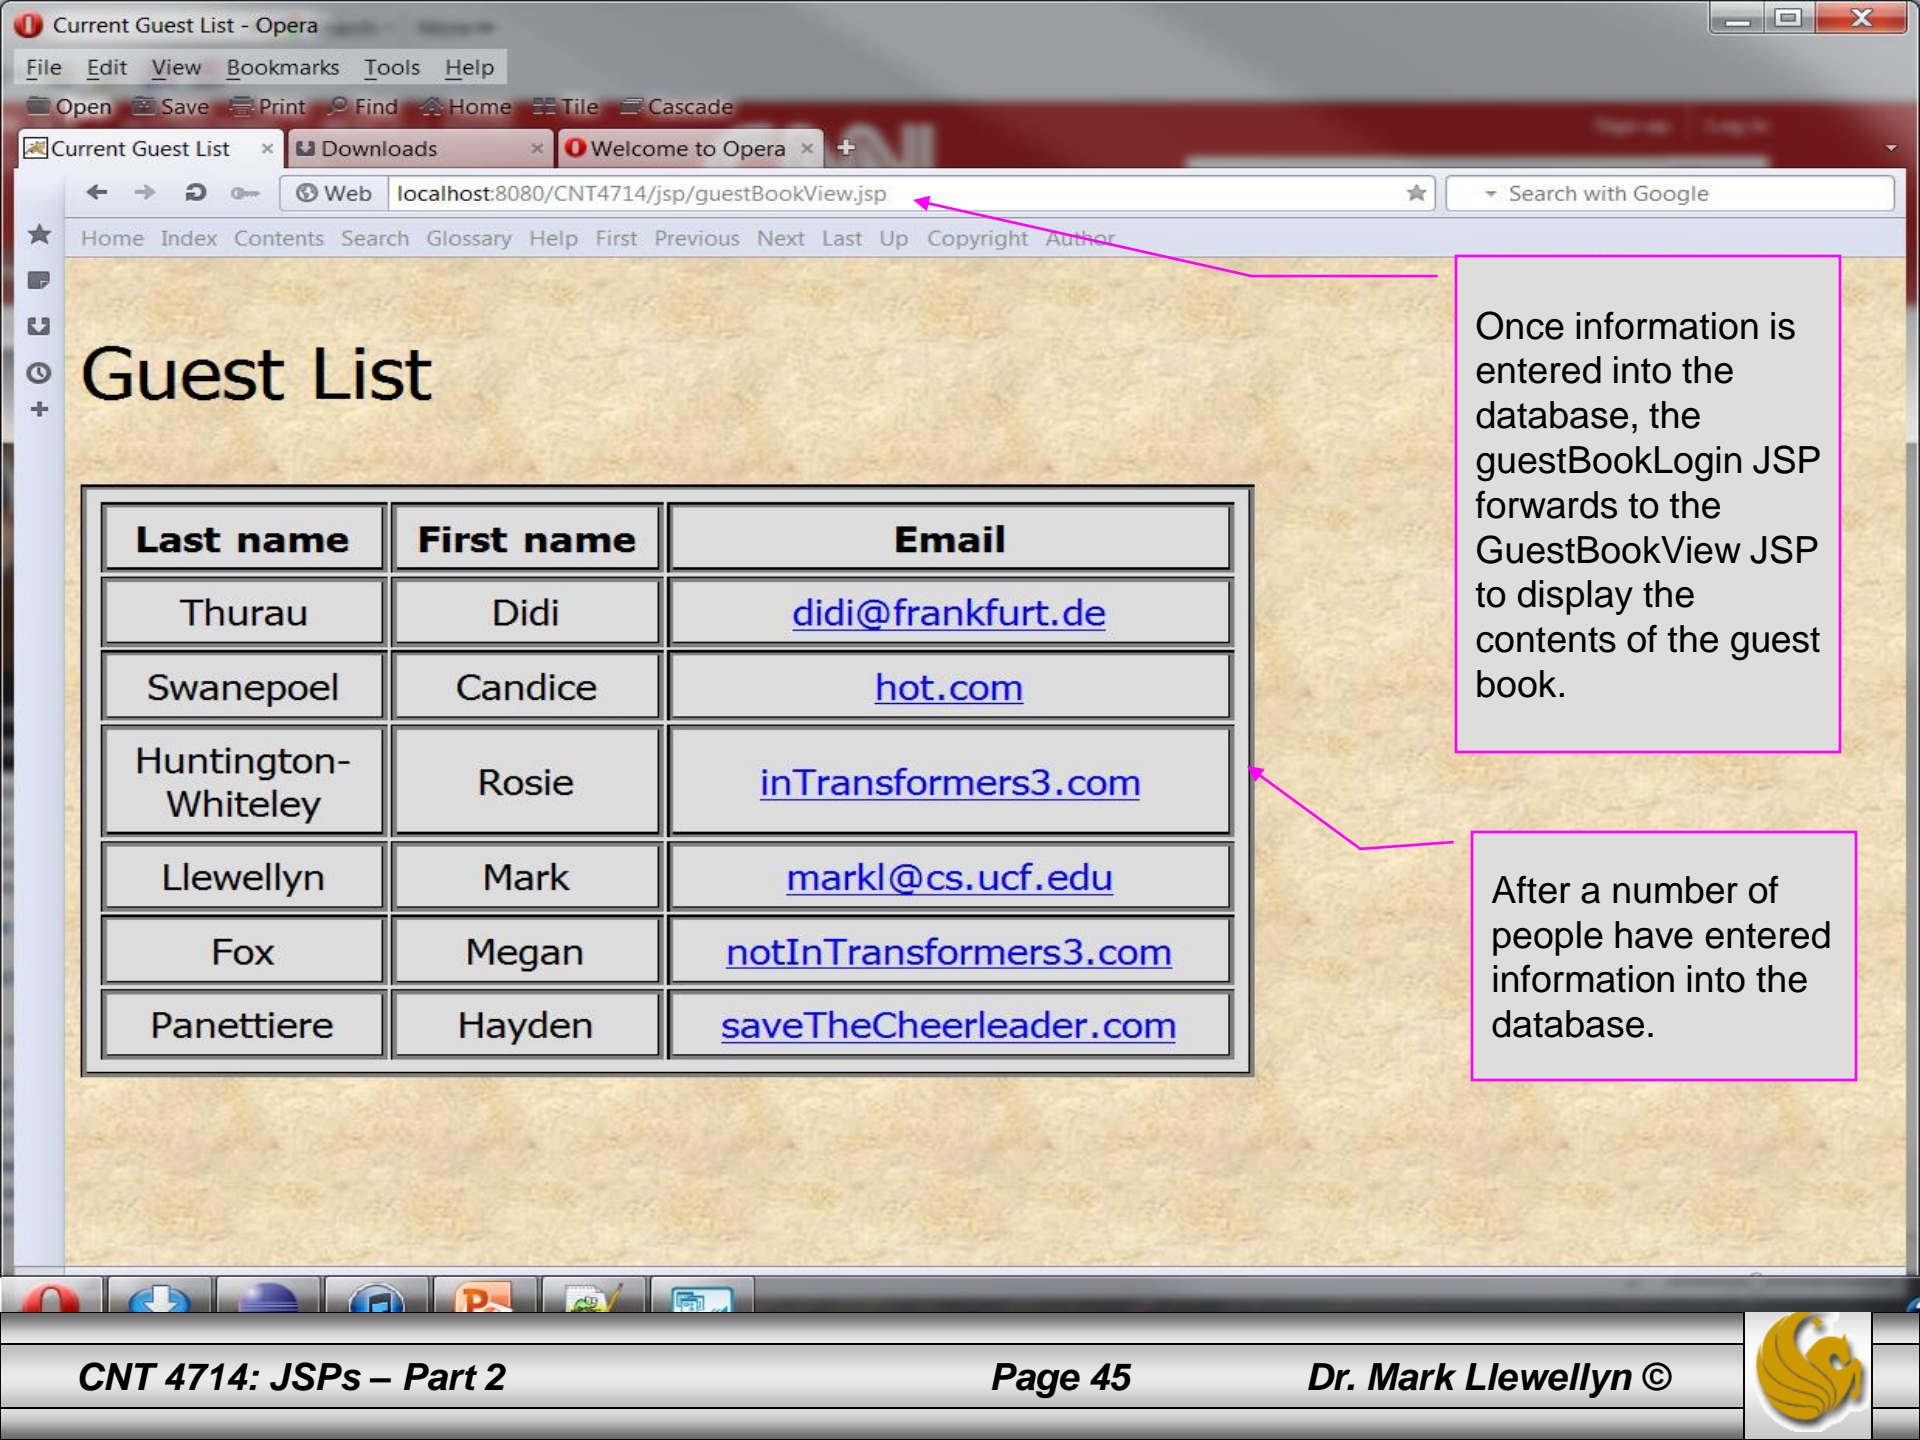 Current Guest List - Opera
File Edit View Bookmarks Tools Help
Open Save Print Find Home Tile Cascade
Current Guest List Downloads Welcome to Opera
Web localhost:8080/CNT4714/jsp/guestBookView.jsp Search with Google
Home Index Contents Search Glossary Help First Previous Next Last Up Copyright Author
Guest List
Last name First name Email
Thurau Didi didi@frankfurt.de
Swanepoel Candice hot.com
Huntington-
Whiteley Rosie inTransformers3.com
Llewellyn Mark markl@cs.ucf.edu
Fox Megan notInTransformers3.com
Panettiere Hayden saveTheCheerleader.com
Once information is
entered into the
database, the
guestBookLogin JSP
forwards to the
GuestBookView JSP
to display the
contents of the guest
book.
After a number of
people have entered
information into the
database.
CNT 4714: JSPs – Part 2 Page 45 Dr. Mark Llewellyn ©